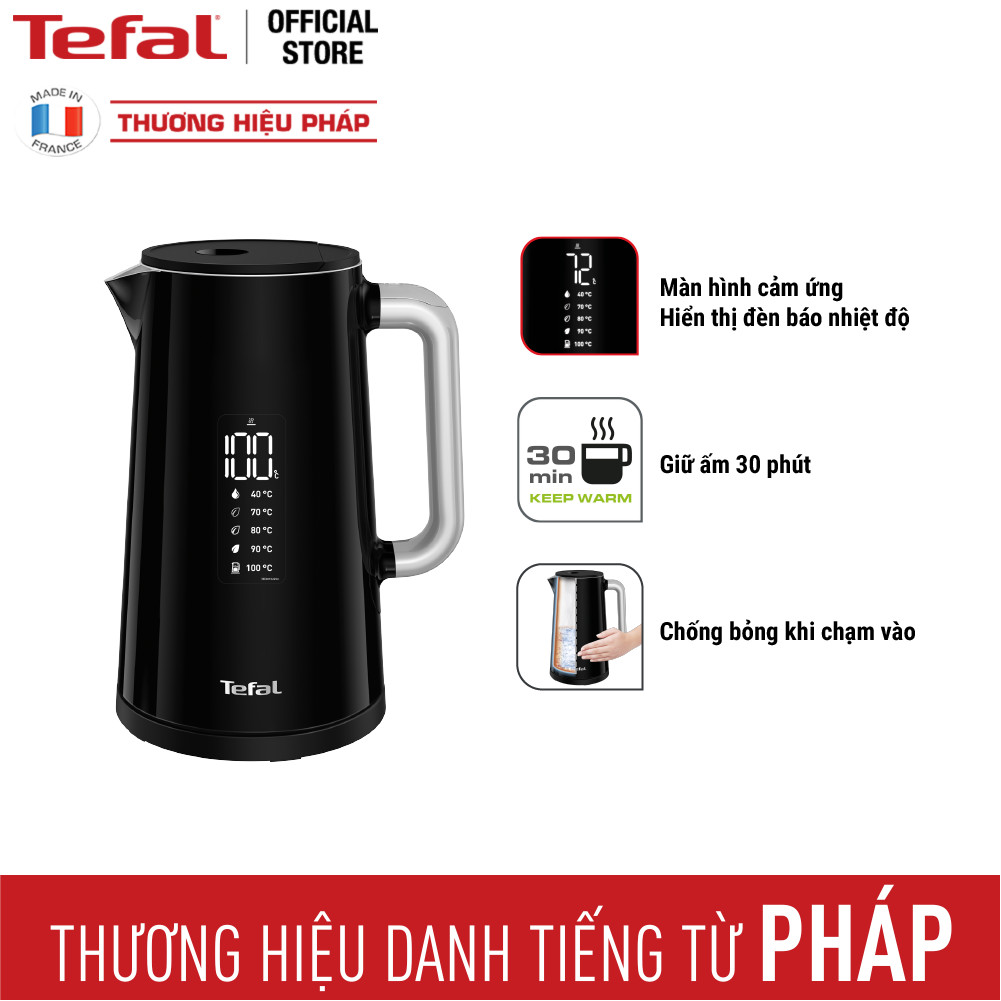 Tefal
OFFICIAL
STORE
MADE IN
FRANCE
THƯƠNG HIỆU PHÁP
100 °C
40 °C
70 °C
80 °C
90 °C
100 °C
Tefal
72 °C
40 °C
70 °C
80 °C
90 °C
100 °C
Màn hình cảm ứng
Hiển thị đèn báo nhiệt độ
30
min
KEEP WARM
Giữ ấm 30 phút
Tefal
Chống bỏng khi chạm vào
THƯƠNG HIỆU DANH TIẾNG TỪ PHÁP